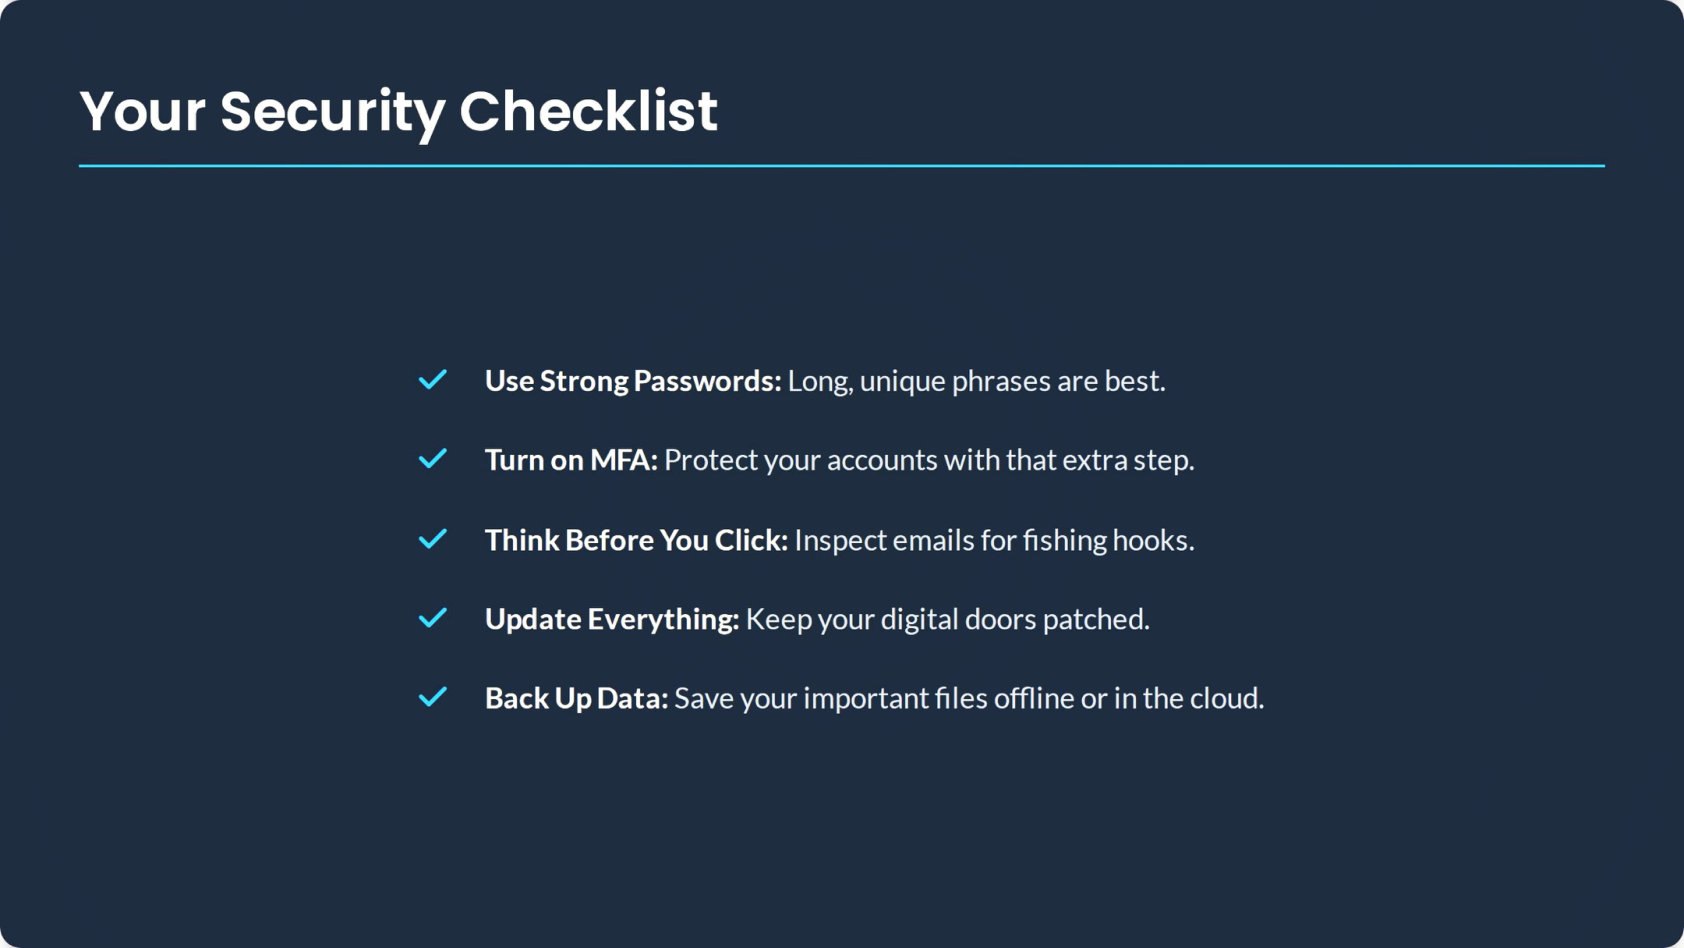 Your Security Checklist
Use Strong Passwords: Long, unique phrases are best.
Turn on MFA: Protect your accounts with that extra step.
Think Before You Click: Inspect emails for fishing hooks.
Update Everything: Keep your digital doors patched.
Back Up Data: Save your important files offline or in the cloud.